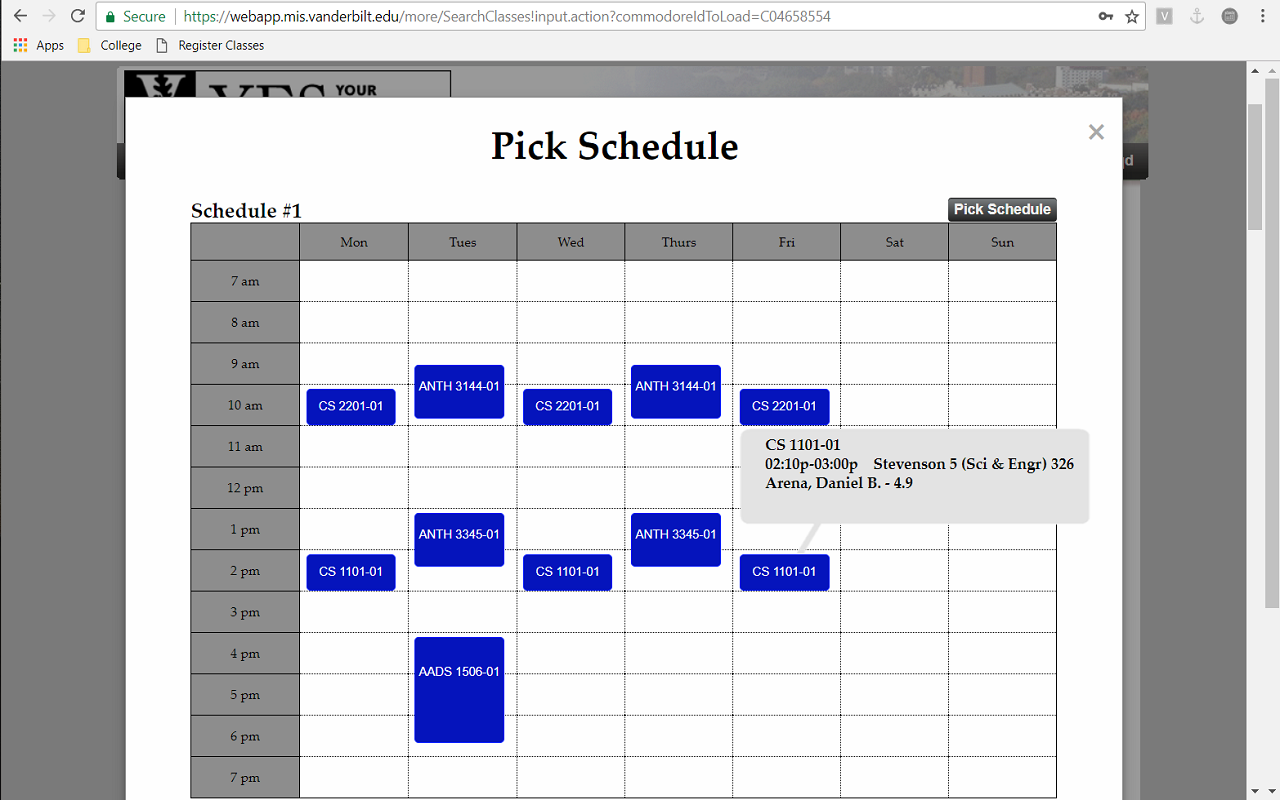 Secure https://webapp.mis.vanderbilt.edu/more/SearchClasses!input.action?commodoreIdToLoad=C04658554
Apps College Register Classes
YES YOUR
Pick Schedule ×
Schedule #1 Pick Schedule
Mon Tues Wed Thurs Fri Sat Sun
7 am
8 am
9 am
ANTH 3144-01 ANTH 3144-01
10 am CS 2201-01 CS 2201-01 CS 2201-01
11 am
CS 1101-01
02:10p-03:00p Stevenson 5 (Sci & Engr) 326
Arena, Daniel B. - 4.9
12 pm
1 pm ANTH 3345-01 ANTH 3345-01
2 pm CS 1101-01 CS 1101-01 CS 1101-01
3 pm
4 pm
AADS 1506-01
5 pm
6 pm
7 pm